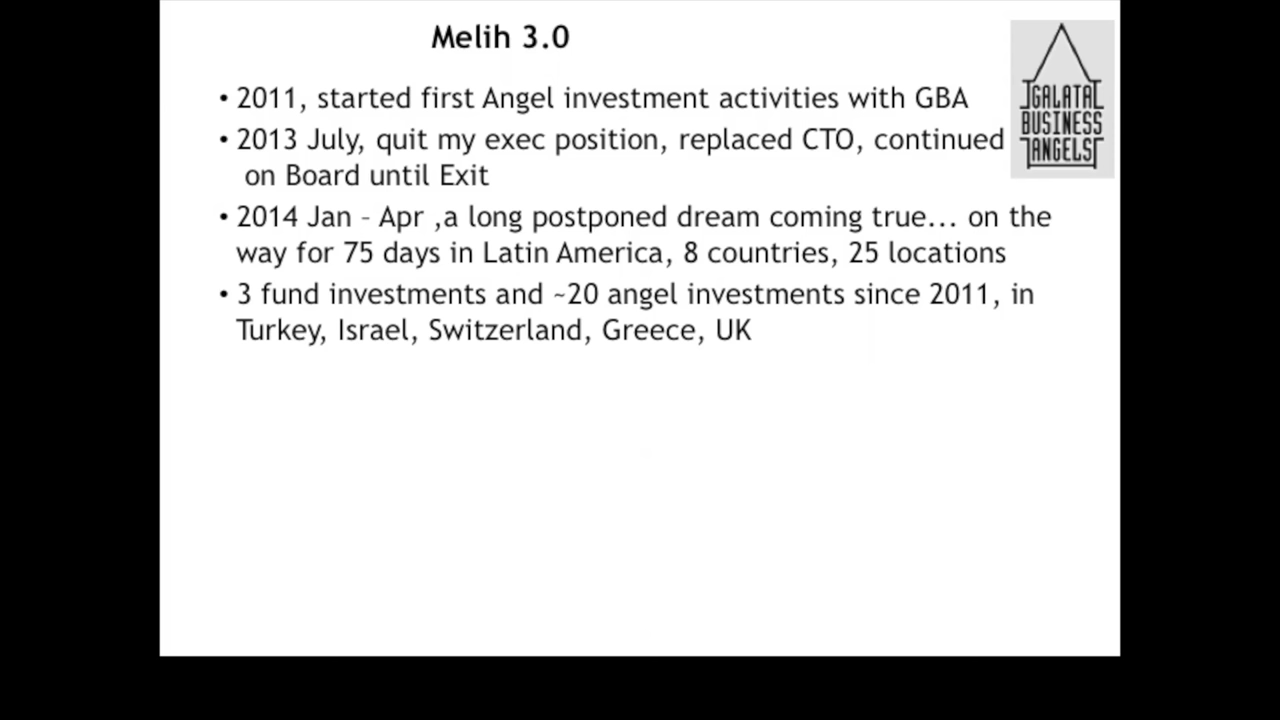 Melih 3.0
• 2011, started first Angel investment activities with GBA
• 2013 July, quit my exec position, replaced CTO, continued
on Board until Exit
• 2014 Jan – Apr ,a long postponed dream coming true... on the
way for 75 days in Latin America, 8 countries, 25 locations
• 3 fund investments and ~20 angel investments since 2011, in
Turkey, Israel, Switzerland, Greece, UK
GALATA
BUSINESS
ANGELS